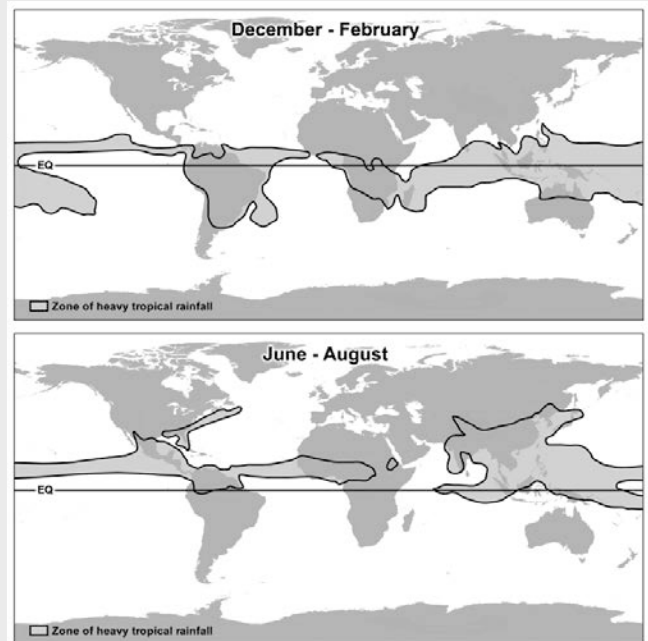 December - February
EQ
Zone of heavy tropical rainfall
June - August
EQ
Zone of heavy tropical rainfall